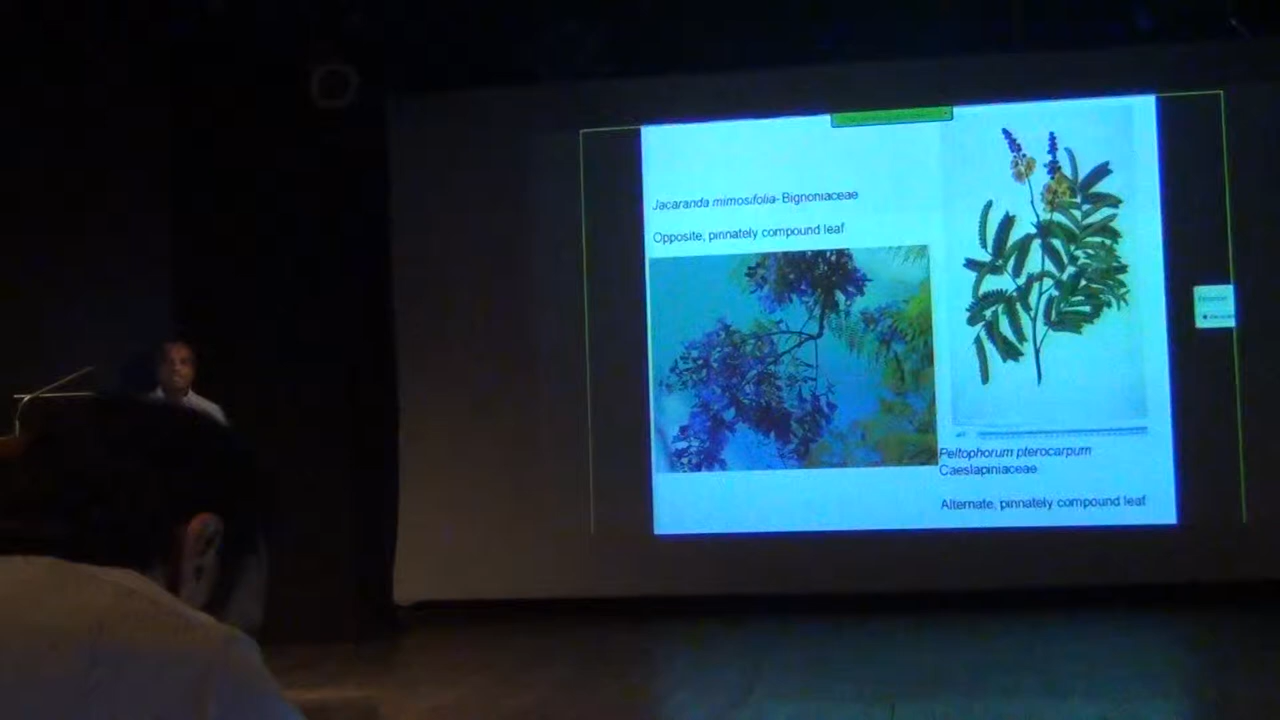 Jacaranda mimosifolia- Bignoniaceae
Opposite, pinnately compound leaf
Peltophorum pterocarpum
Caeslapiniaceae
Alternate, pinnately compound leaf